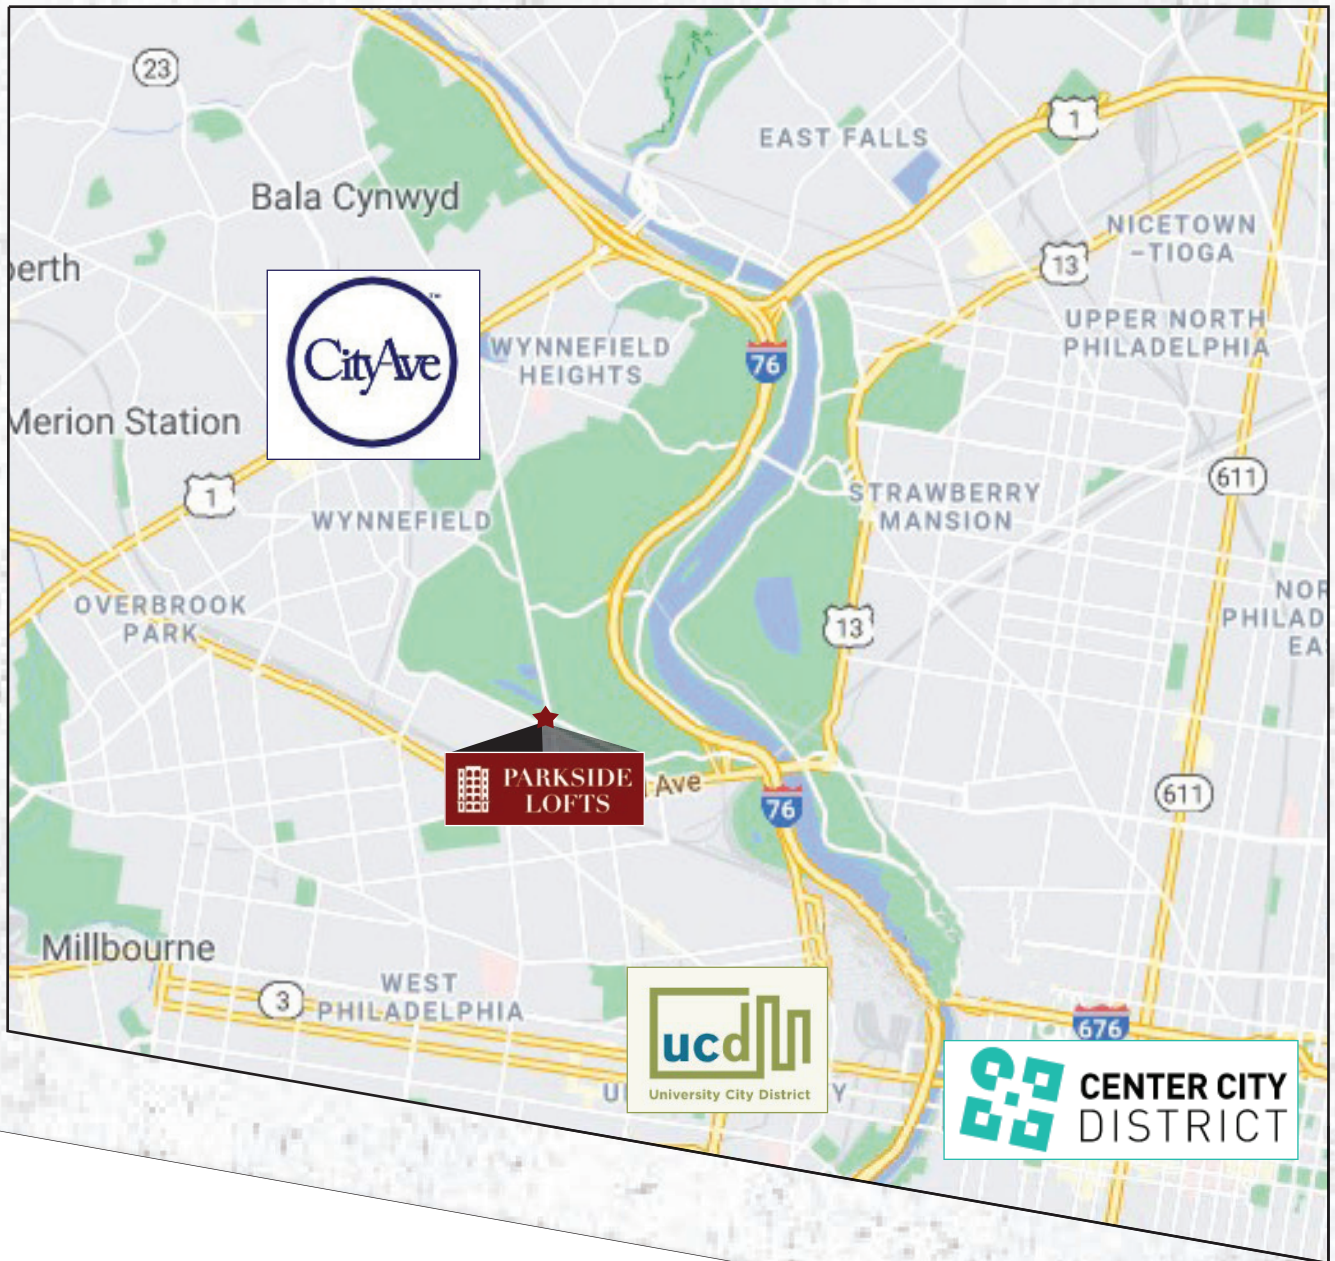 23
1
EAST FALLS
Bala Cynwyd
NICETOWN
–TIOGA
13
erth
UPPER NORTH
PHILADELPHIA
CityAve
™
WYNNEFIELD
HEIGHTS
76
Merion Station
611
1
STRAWBERRY
MANSION
WYNNEFIELD
OVERBROOK
PARK
NOR
PHILAD
EA
13
PARKSIDE
LOFTS
Ave
76
611
Millbourne
WEST
PHILADELPHIA
3
676
ucd
University City District
U
Y
CENTER CITY
DISTRICT